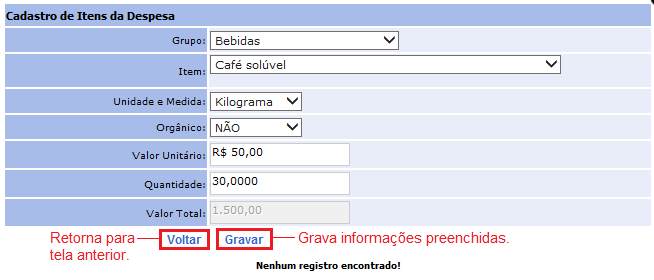 Cadastro de Itens da Despesa
Grupo: Bebidas
Item: Café solúvel
Unidade e Medida: Kilograma
Orgânico: NÃO
Valor Unitário: R$ 50,00
Quantidade: 30,0000
Valor Total: 1.500,00
Retorna para tela anterior.
Voltar
Gravar
Grava informações preenchidas.
Nenhum registro encontrado!